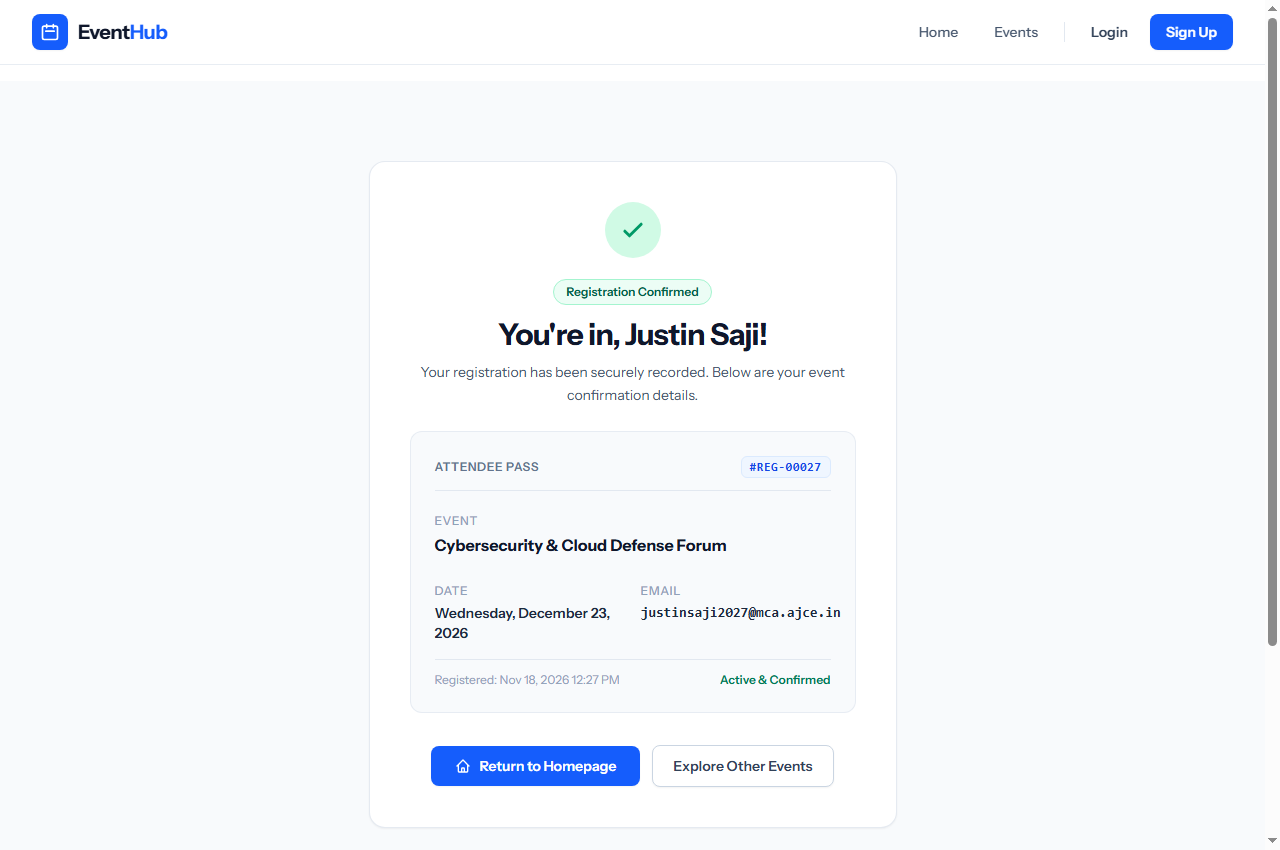 EventHub
Home Events Login Sign Up
Registration Confirmed
You're in, Justin Saji!
Your registration has been securely recorded. Below are your event
confirmation details.
ATTENDEE PASS #REG-00027
EVENT
Cybersecurity & Cloud Defense Forum
DATE EMAIL
Wednesday, December 23, justinsaji2027@mca.ajce.in
2026
Registered: Nov 18, 2026 12:27 PM Active & Confirmed
Return to Homepage Explore Other Events